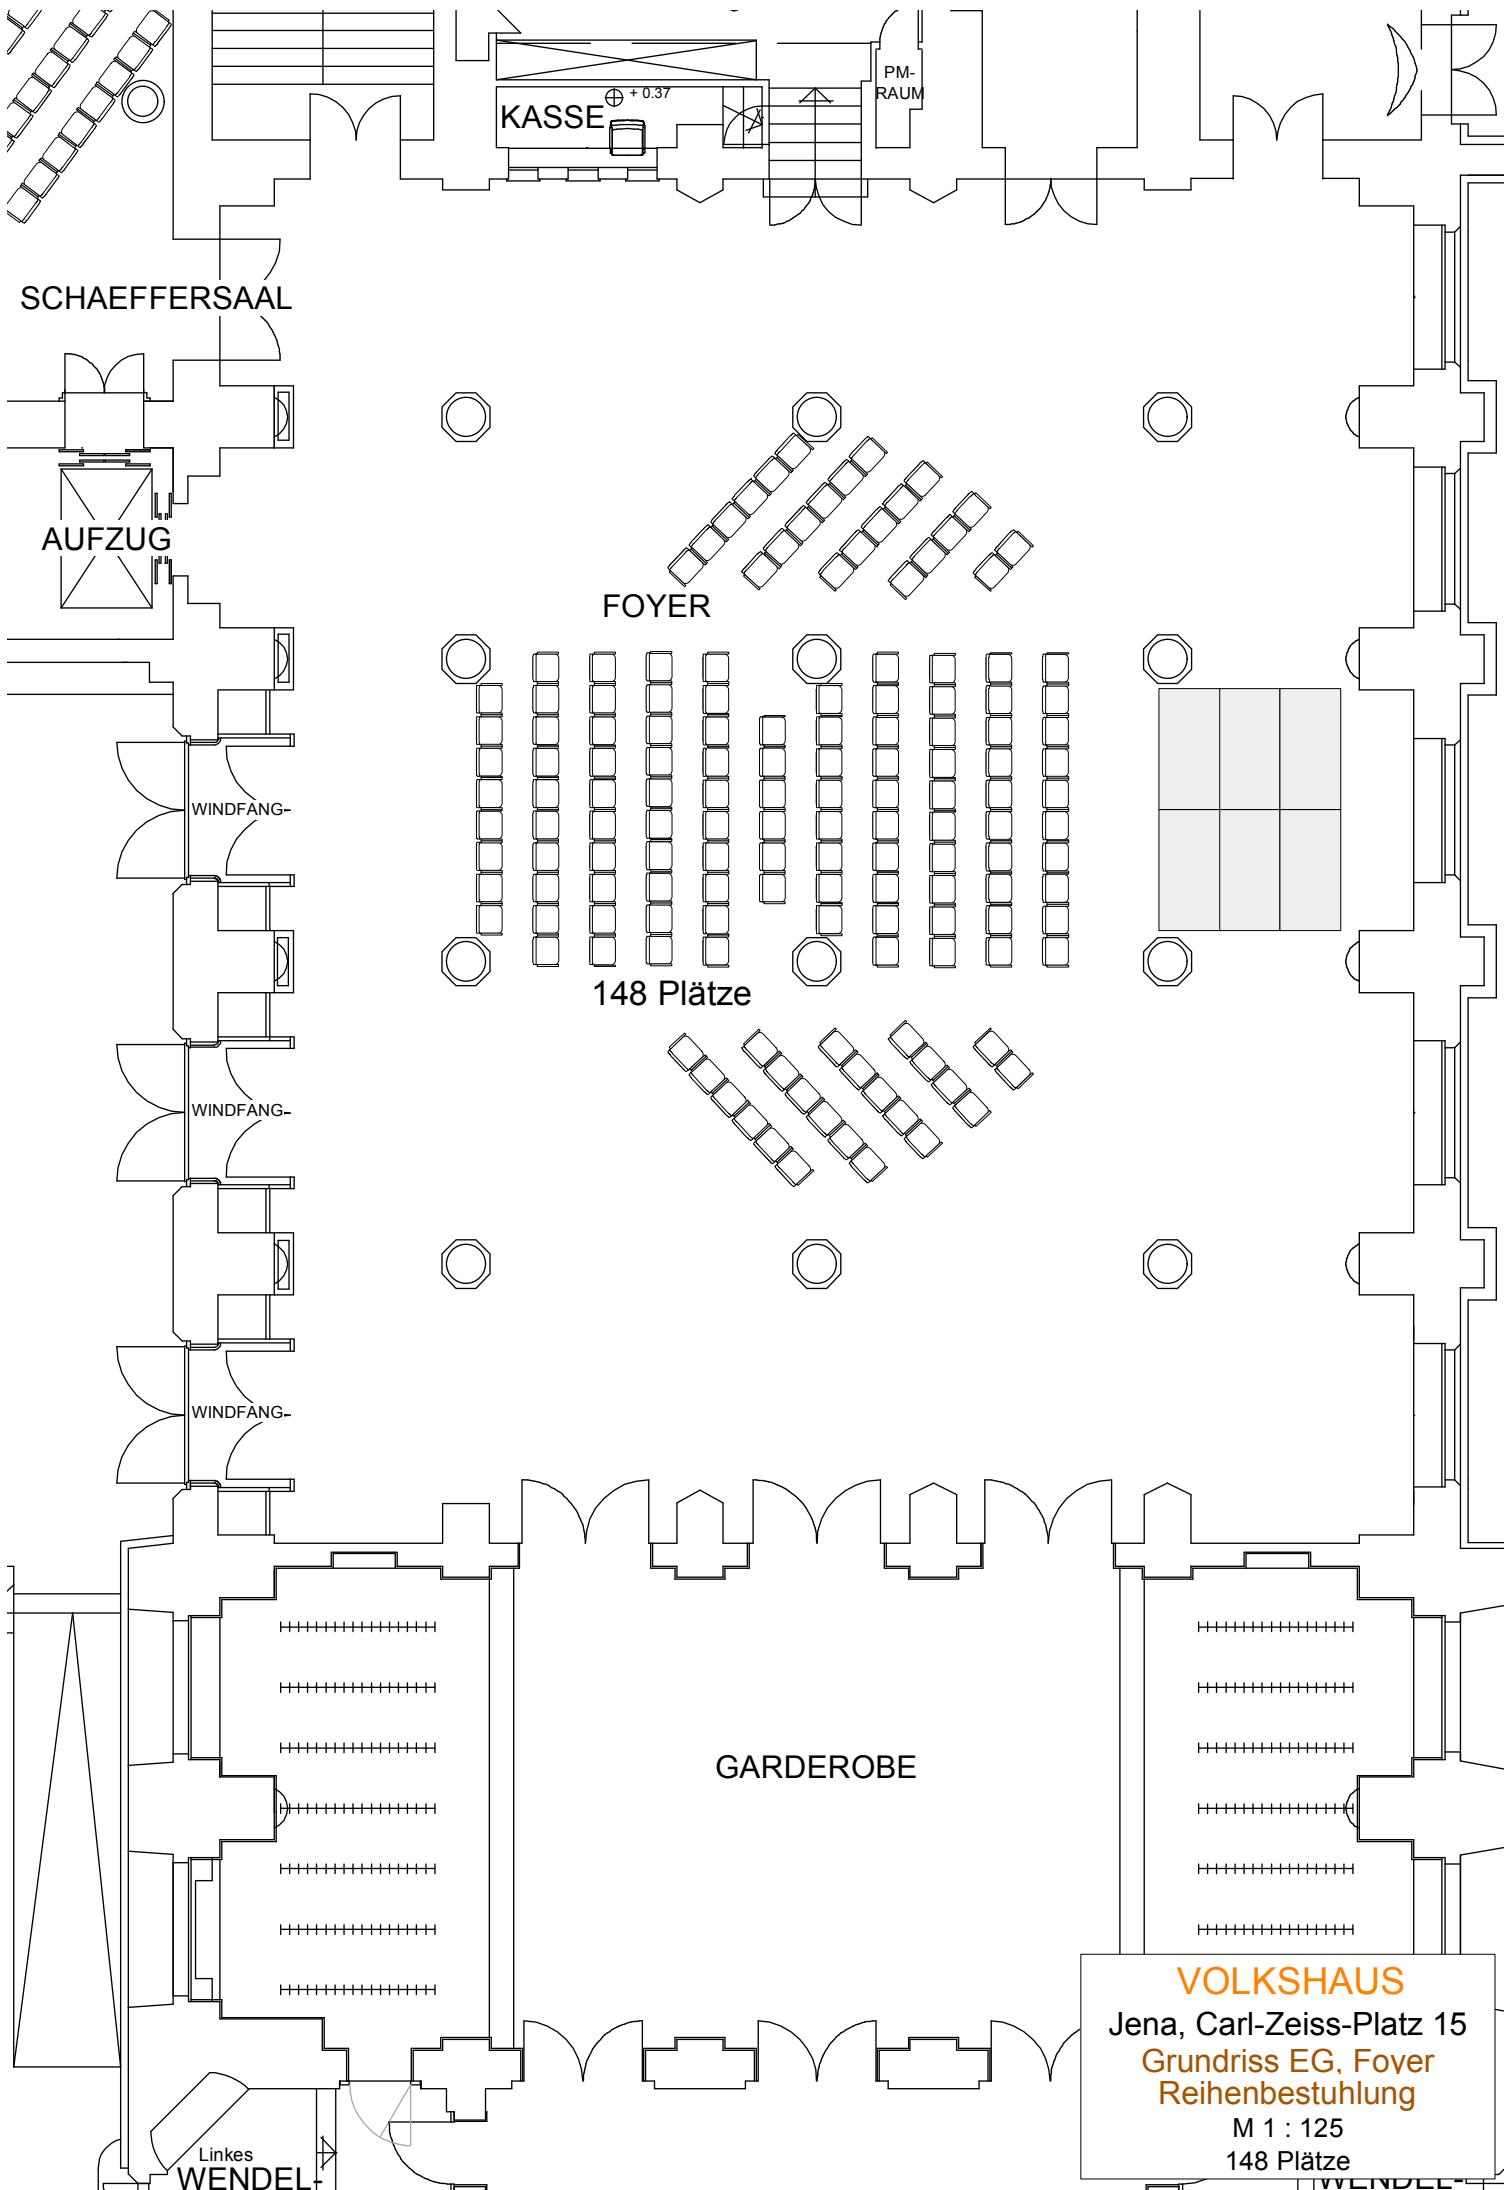 PM-
RAUM
+ 0.37
KASSE
SCHAEFFERSAAL
AUFZUG
FOYER
WINDFANG
148 Plätze
WINDFANG
WINDFANG
GARDEROBE
VOLKSHAUS
Jena, Carl-Zeiss-Platz 15
Grundriss EG, Foyer
Reihenbestuhlung
M 1 : 125
148 Plätze
Linkes
WENDEL-
WENDEL-